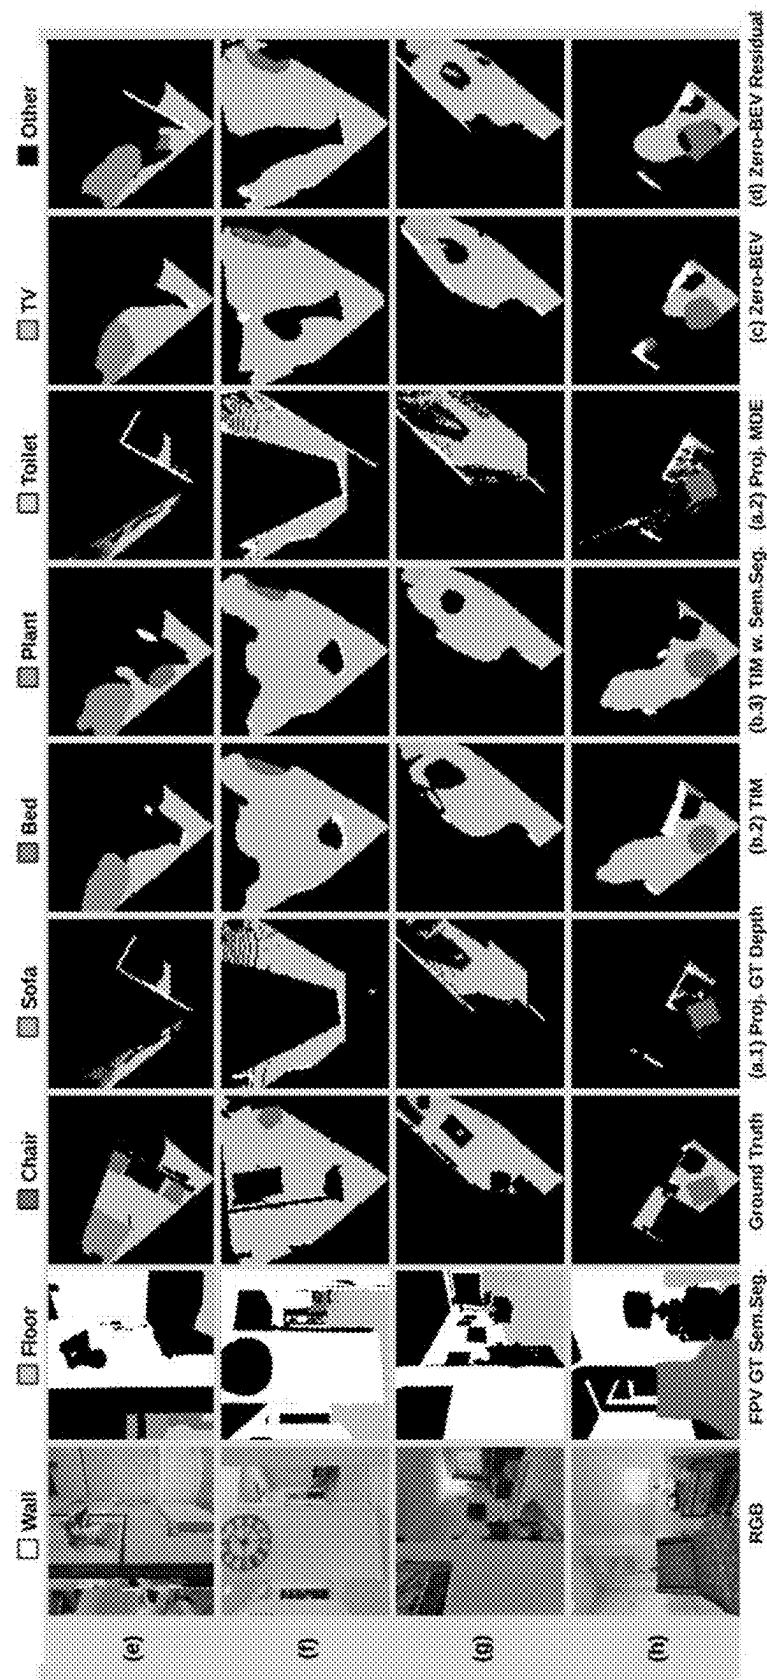 Wall Floor Chair Sofa Bed Plant Toilet TV Other
(e)
(f)
(g)
(h)
RGB FPV GT Sem.Seg. Ground Truth (a.1) Proj. GT Depth (b.2) TIM (b.3) TIM w. Sem.Seg. (a.2) Proj. MDE (c) Zero-BEV (d) Zero-BEV Residual